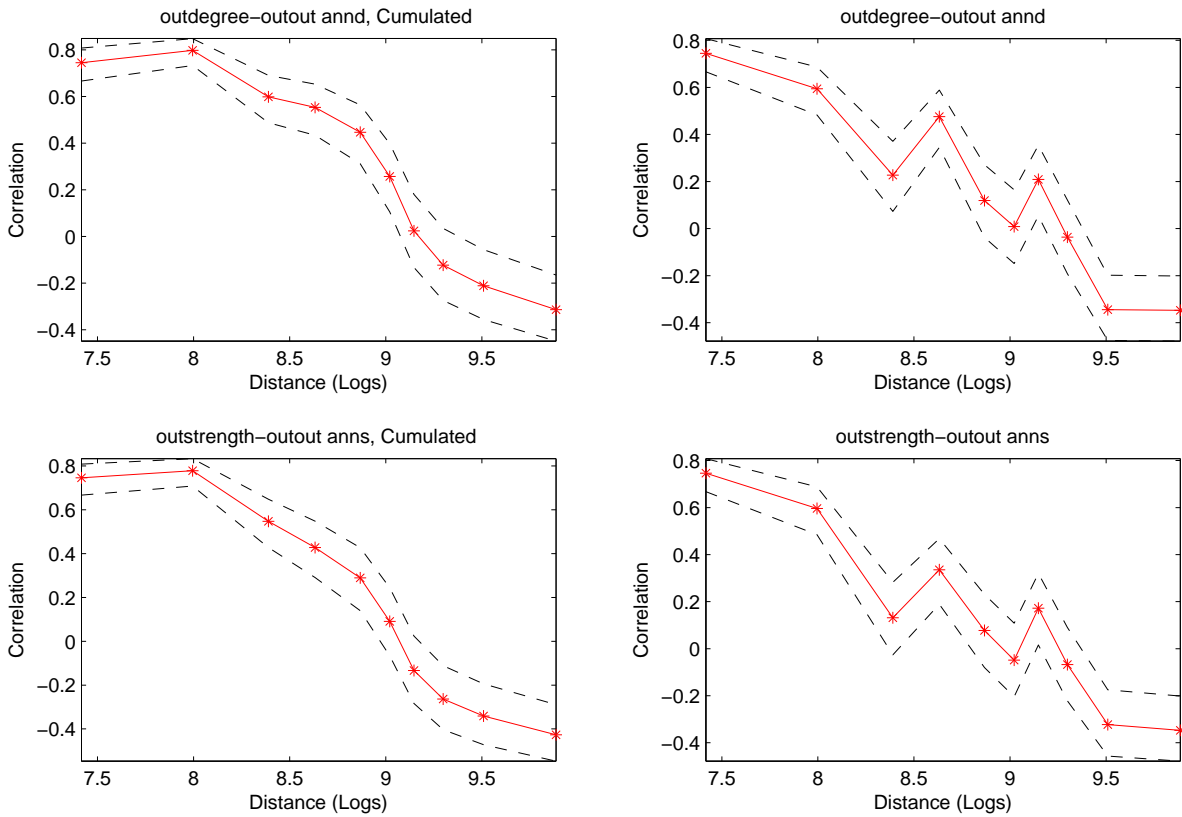 outdegree−outout annd, Cumulated
0.8
0.6
0.4
0.2
0
−0.2
−0.4
Correlation
7.5 8 8.5 9 9.5
Distance (Logs)
outdegree−outout annd
0.8
0.6
0.4
0.2
0
−0.2
−0.4
Correlation
7.5 8 8.5 9 9.5
Distance (Logs)
outstrength−outout anns, Cumulated
0.8
0.6
0.4
0.2
0
−0.2
−0.4
Correlation
7.5 8 8.5 9 9.5
Distance (Logs)
outstrength−outout anns
0.8
0.6
0.4
0.2
0
−0.2
−0.4
Correlation
7.5 8 8.5 9 9.5
Distance (Logs)